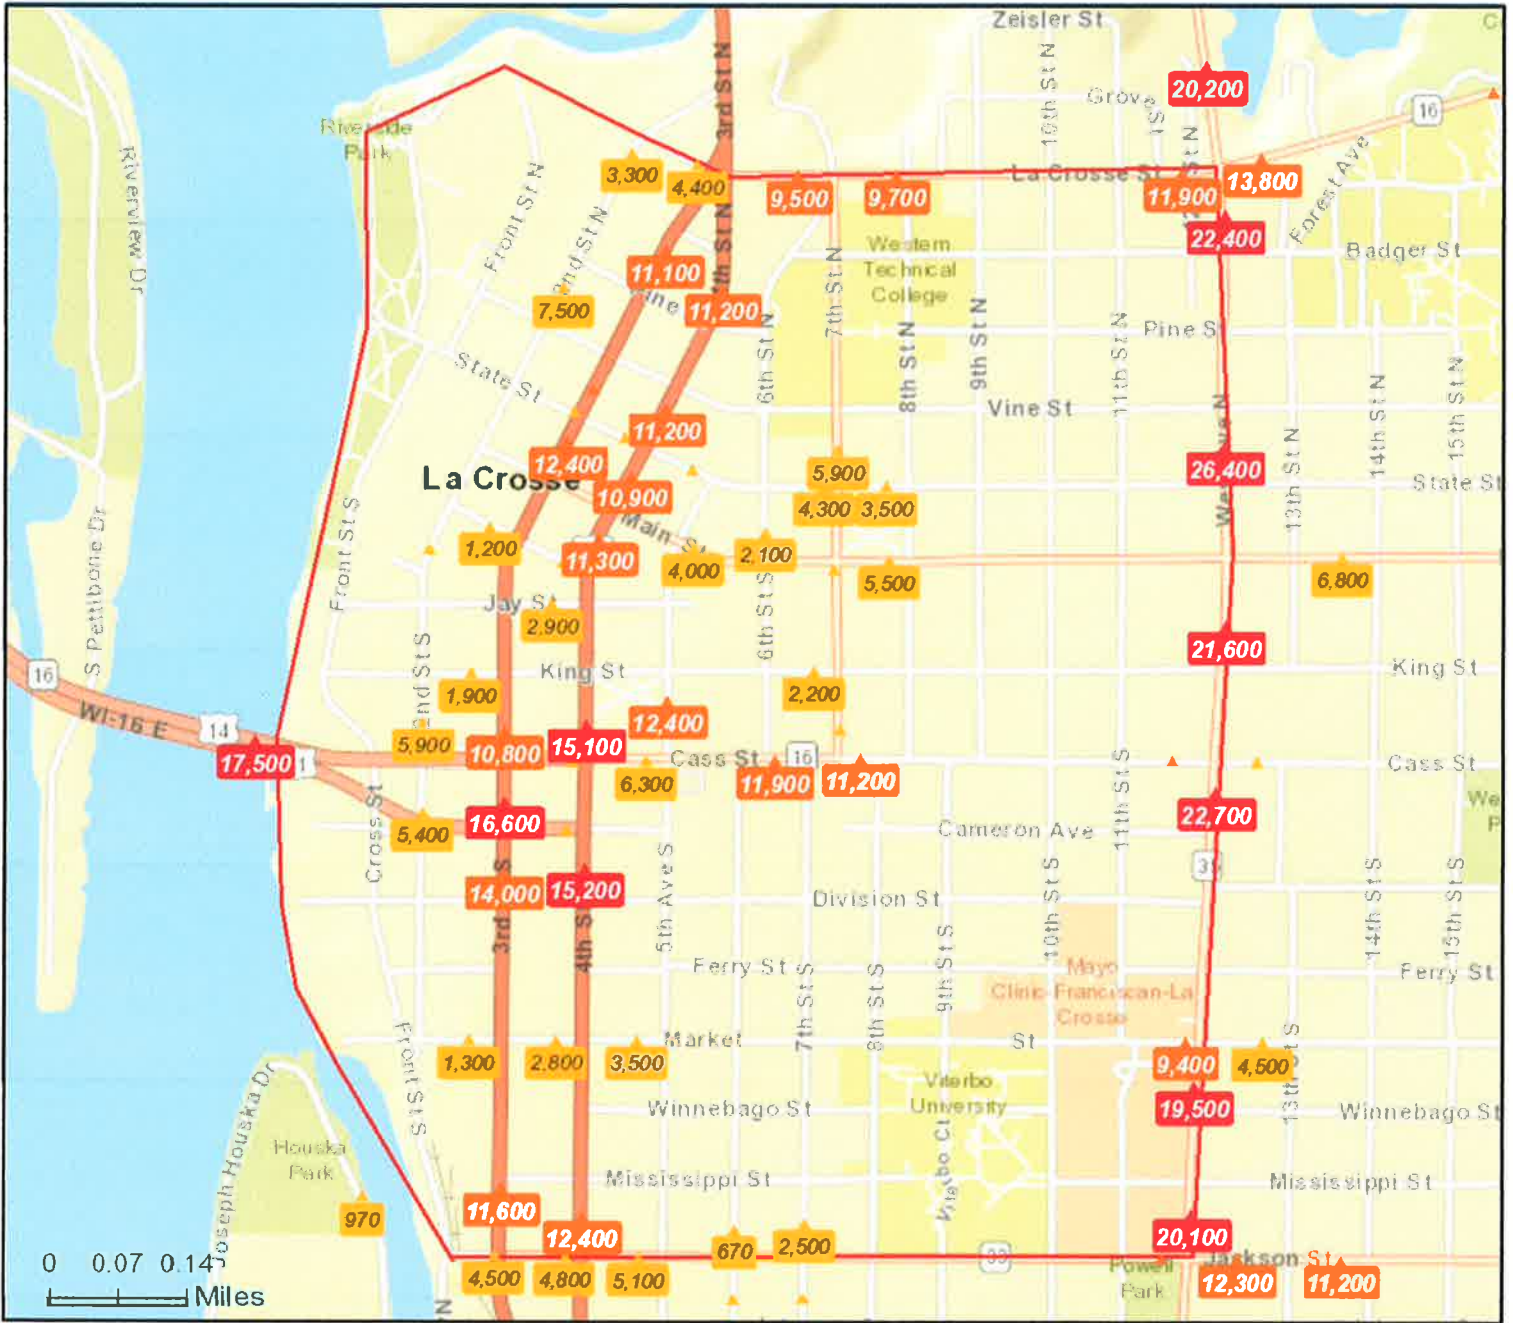 Zeisler St
20,200
Grove St
10th St N
16
3rd St N
Riverside
Park
Riverview Dr
3,300
4,400
La Crosse St
9,500
9,700
11,900
13,800
Forest Ave
Front St N
2nd St N
22,400
Badger St
Western
Technical
College
11,100
7,500
11,200
7th St N
Pine St
6th St N
8th St N
9th St N
11th St N
State St
Vine St
14th St N
15th St N
13th St N
11,200
12,400
La Crosse
10,900
5,900
26,400
4,300
3,500
State St
Main St
1,200
11,300
4,000
2,100
5,500
6,800
Front St S
S Pettibone Dr
Jay St
2,900
6th St S
2nd St S
King St
21,600
King St
1,900
2,200
12,400
16
WI-16 E
14
17,500
5,900
10,800
15,100
Cass St
16
6,300
11,900
11,200
11th St S
Cass St
Cross St
5,400
16,600
Cameron Ave
22,700
35
14,000
15,200
Division St
3rd
S
4th S
5th Ave S
10th St S
14th St S
15th St S
Ferry St
Ferry St
7th St S
8th St S
9th St S
Mayo
Clinic-Franciscan-La
Crosse
Front St S
1,300
2,800
3,500
Market
St
9,400
4,500
13th St S
Viterbo
University
Winnebago St
19,500
Winnebago St
Viterbo Ct
Joseph Houska Dr
Houska
Park
Mississippi St
Mississippi St
970
11,600
12,400
670
2,500
33
20,100
Jackson St
Powell
Park
4,500
4,800
5,100
12,300
11,200
0 0.07 0.14
Miles